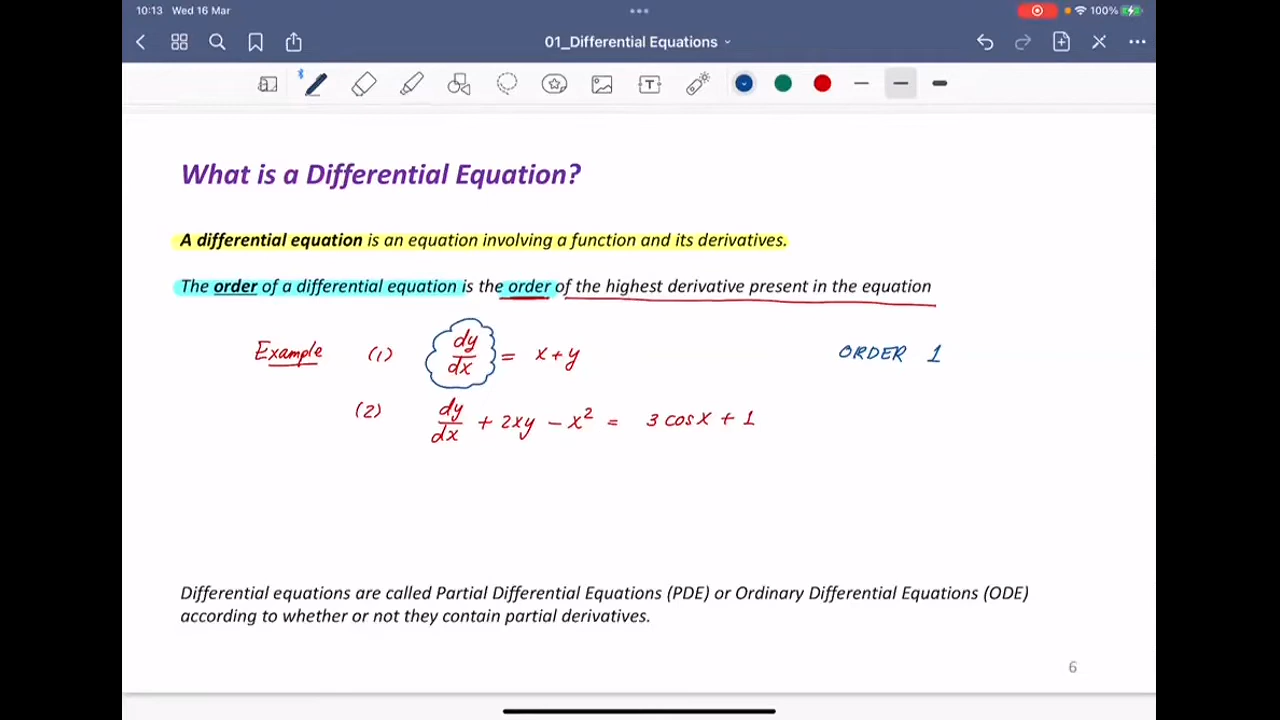 10:13 Wed 16 Mar
100%
01_Differential Equations
What is a Differential Equation?
A differential equation is an equation involving a function and its derivatives.
The order of a differential equation is the order of the highest derivative present in the equation
Example (1) dy/dx = x+y ORDER 1
(2) dy/dx + 2xy − x² = 3 cosx + 1
Differential equations are called Partial Differential Equations (PDE) or Ordinary Differential Equations (ODE)
according to whether or not they contain partial derivatives.
6